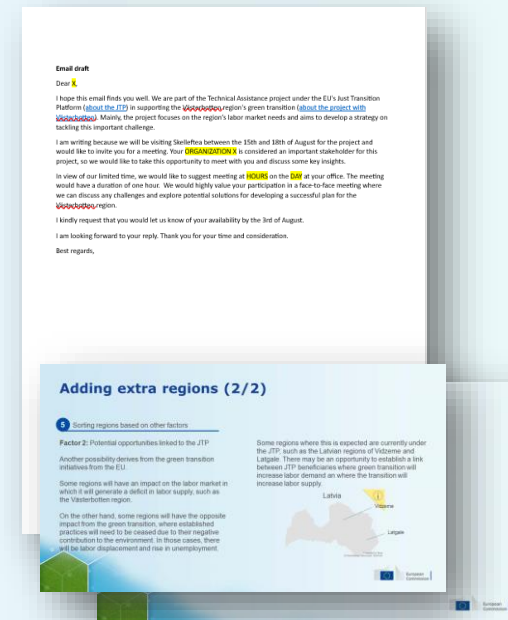 Email draft
Dear X,
I hope this email finds you well. We are part of the Technical Assistance project under the EU's Just Transition
Platform (about the JTP) in supporting the Västerbotten region's green transition (about the project with
Västerbotten). Mainly, the project focuses on the region's labor market needs and aims to develop a strategy on
tackling this important challenge.
I am writing because we will be visiting Skelleftea between the 15th and 18th of August for the project and
would like to invite you for a meeting. Your ORGANIZATION X is considered an important stakeholder for this
project, so we would like to take this opportunity to meet with you and discuss some key insights.
In view of our limited time, we would like to suggest meeting at HOURS on the DAY at your office. The meeting
would have a duration of one hour. We would highly value your participation in a face-to-face meeting where
we can discuss any challenges and explore potential solutions for developing a successful plan for the
Västerbotten region.
I kindly request that you would let us know of your availability by the 3rd of August.
I am looking forward to your reply. Thank you for your time and consideration.
Best regards,
Adding extra regions (2/2)
5 Sorting regions based on other factors
Factor 2: Potential opportunities linked to the JTP
Another possibility derives from the green transition
initiatives from the EU.
Some regions will have an impact on the labor market in
which it will generate a deficit in labor supply, such as
the Västerbotten region.
On the other hand, some regions will have the opposite
impact from the green transition, where established
practices will need to be ceased due to their negative
contribution to the environment. In those cases, there
will be labor displacement and rise in unemployment.
Some regions where this is expected are currently under
the JTP, such as the Latvian regions of Vidzeme and
Latgale. There may be an opportunity to establish a link
between JTP beneficiaries where green transition will
increase labor demand an where the transition will
increase labor supply.
Latvia
Vidzeme
Latgale
European
Commission
European
Commission